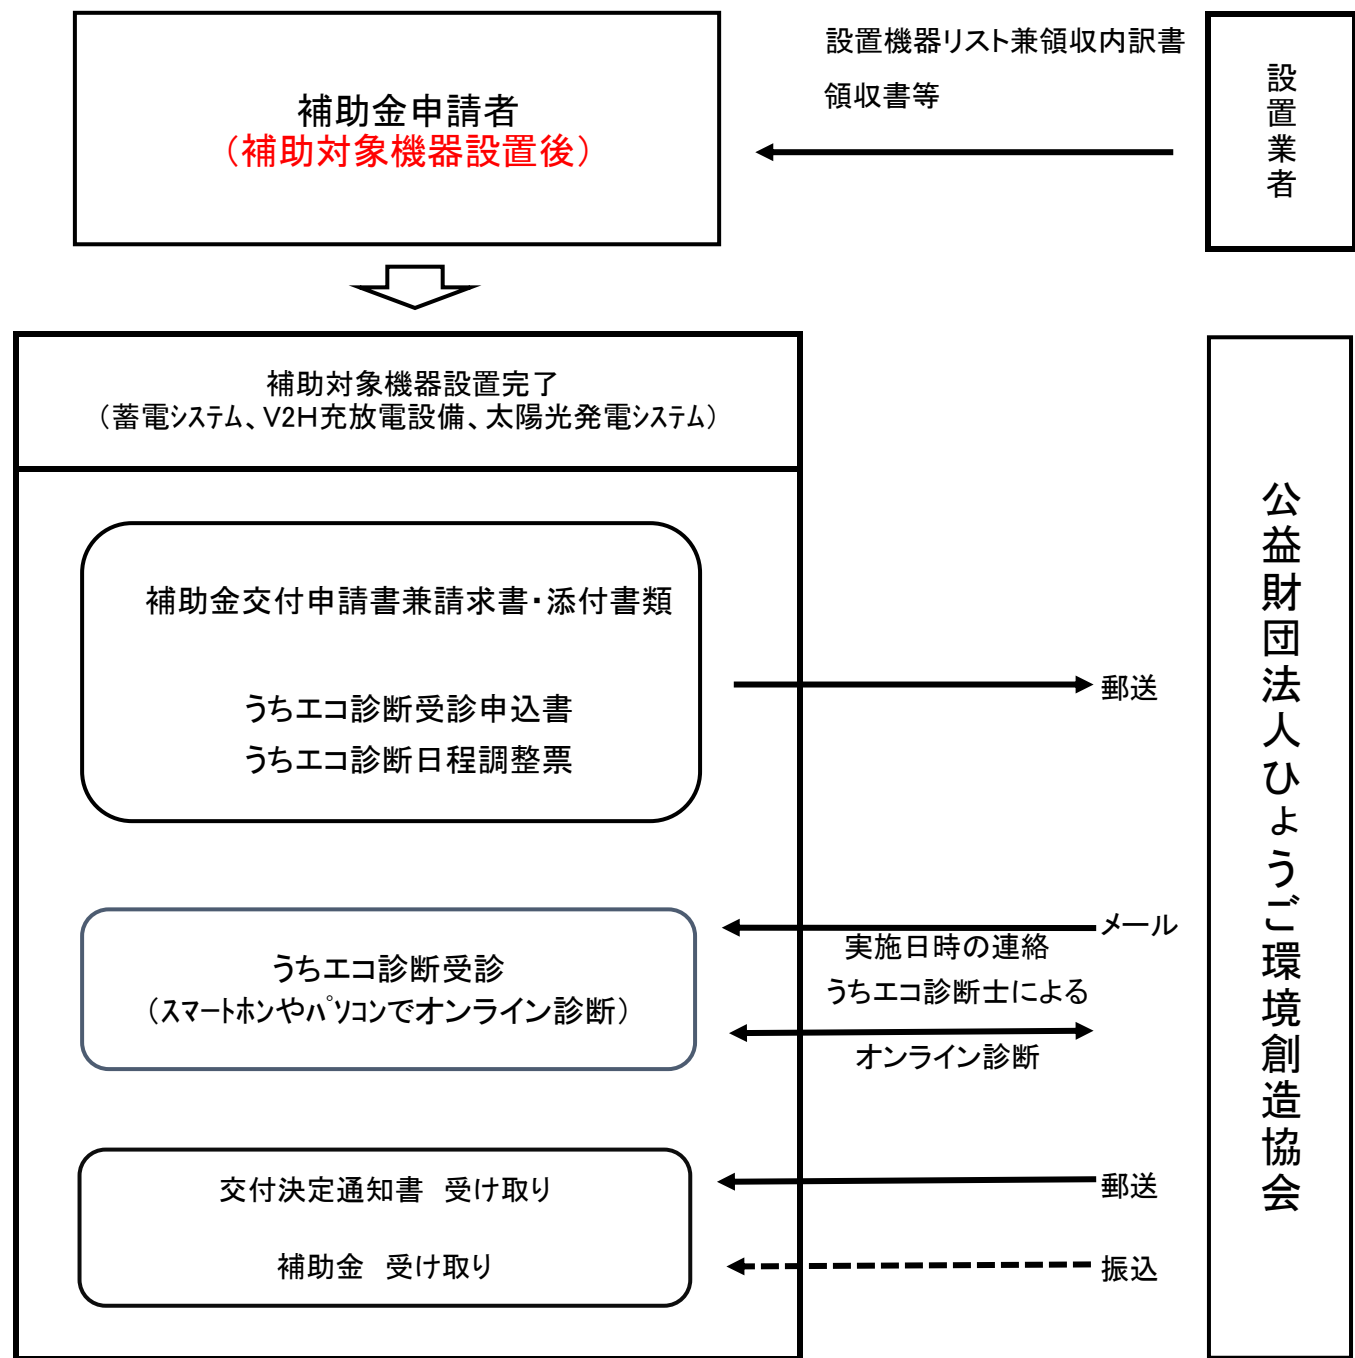 設置機器リスト兼領収内訳書
領収書等
補助金申請者
（補助対象機器設置後）
設置業者
補助対象機器設置完了
（蓄電ｼｽﾃﾑ、V2H充放電設備、太陽光発電ｼｽﾃﾑ）
補助金交付申請書兼請求書・添付書類
うちエコ診断受診申込書
うちエコ診断日程調整票
郵送
メール
実施日時の連絡
うちエコ診断受診
（ｽﾏｰﾄホンやﾊﾟｿｺﾝでオンライン診断）
うちエコ診断士による
オンライン診断
交付決定通知書　受け取り
郵送
補助金　受け取り
振込
公益財団法人ひょうご環境創造協会